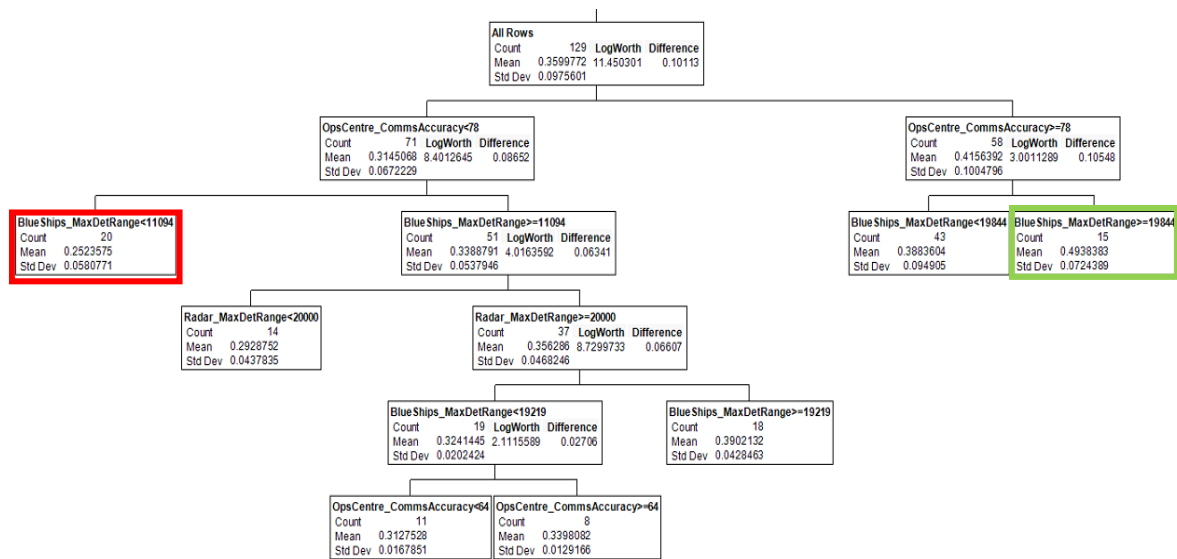 All Rows
Count 129 LogWorth Difference
Mean 0.3599772 11.450301 0.10113
Std Dev 0.0975601
OpsCentre_CommsAccuracy<78
Count 71 LogWorth Difference
Mean 0.3145068 8.4012645 0.08652
Std Dev 0.0672229
OpsCentre_CommsAccuracy>=78
Count 58 LogWorth Difference
Mean 0.4156392 3.0011289 0.10548
Std Dev 0.1004796
BlueShips_MaxDetRange<11094
Count 20
Mean 0.2523575
Std Dev 0.0580771
BlueShips_MaxDetRange>=11094
Count 51 LogWorth Difference
Mean 0.3388791 4.0163592 0.06341
Std Dev 0.0537946
BlueShips_MaxDetRange<19844
Count 43
Mean 0.3883604
Std Dev 0.094905
BlueShips_MaxDetRange>=19844
Count 15
Mean 0.4938383
Std Dev 0.0724389
Radar_MaxDetRange<20000
Count 14
Mean 0.2928752
Std Dev 0.0437835
Radar_MaxDetRange>=20000
Count 37 LogWorth Difference
Mean 0.356286 8.7299733 0.06607
Std Dev 0.0468246
BlueShips_MaxDetRange<19219
Count 19 LogWorth Difference
Mean 0.3241445 2.1115589 0.02706
Std Dev 0.0202424
BlueShips_MaxDetRange>=19219
Count 18
Mean 0.3902132
Std Dev 0.0428463
OpsCentre_CommsAccuracy<64
Count 11
Mean 0.3127528
Std Dev 0.0167851
OpsCentre_CommsAccuracy>=64
Count 8
Mean 0.3398082
Std Dev 0.0129166